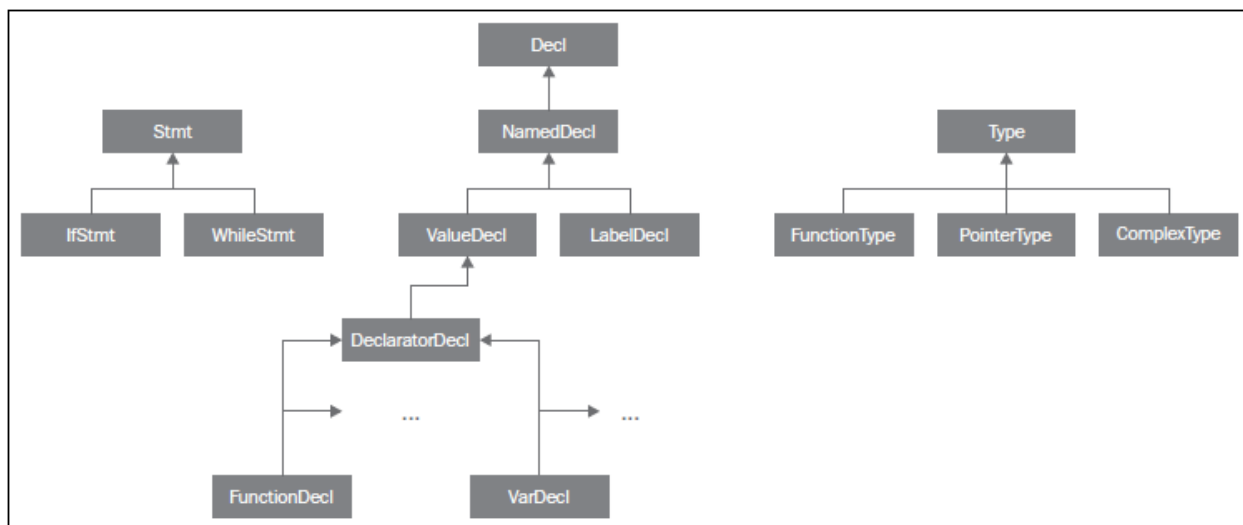 Decl
Stmt
NamedDecl
Type
IfStmt
WhileStmt
ValueDecl
LabelDecl
FunctionType
PointerType
ComplexType
DeclaratorDecl
...
...
FunctionDecl
VarDecl